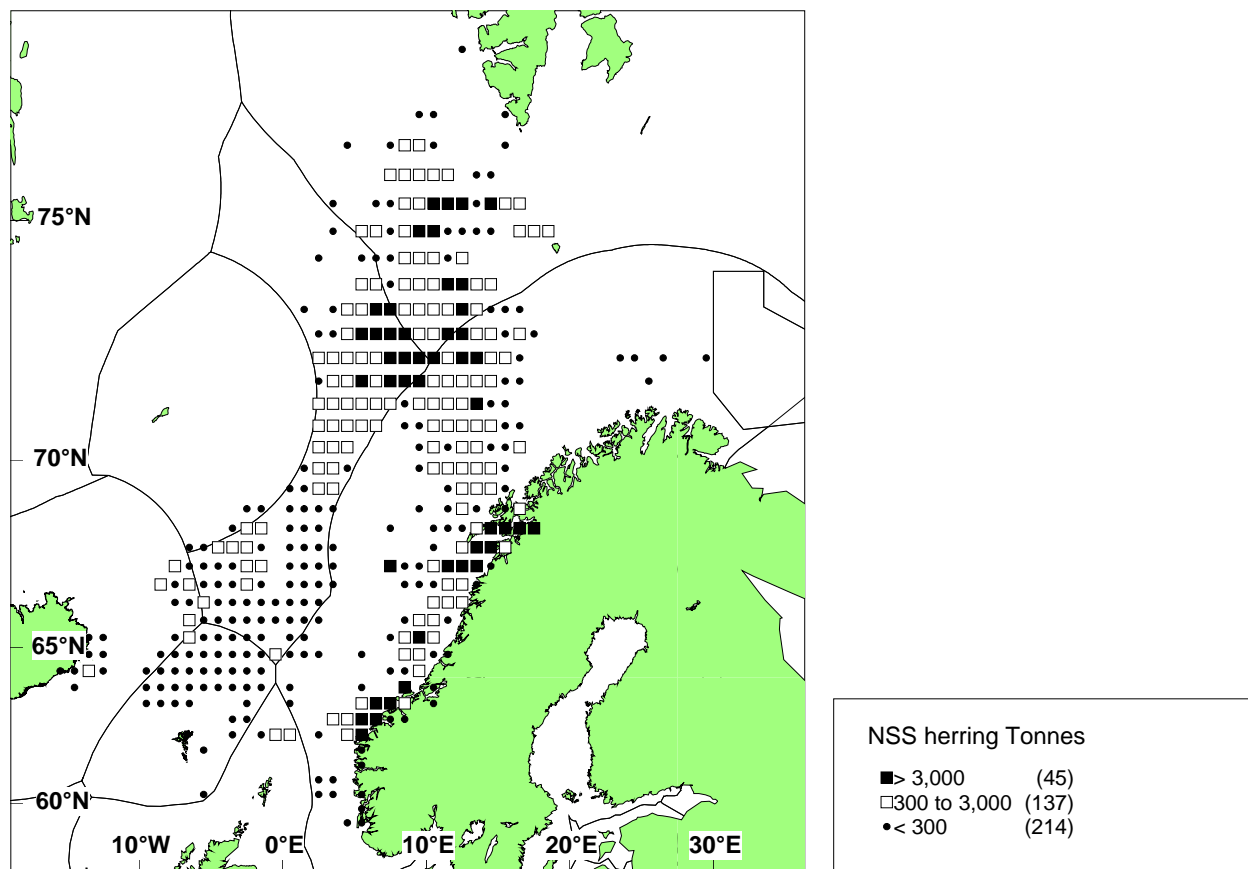 75°N
70°N
65°N
60°N
10°W 0°E 10°E 20°E 30°E
NSS herring Tonnes
> 3,000 (45)
300 to 3,000 (137)
< 300 (214)